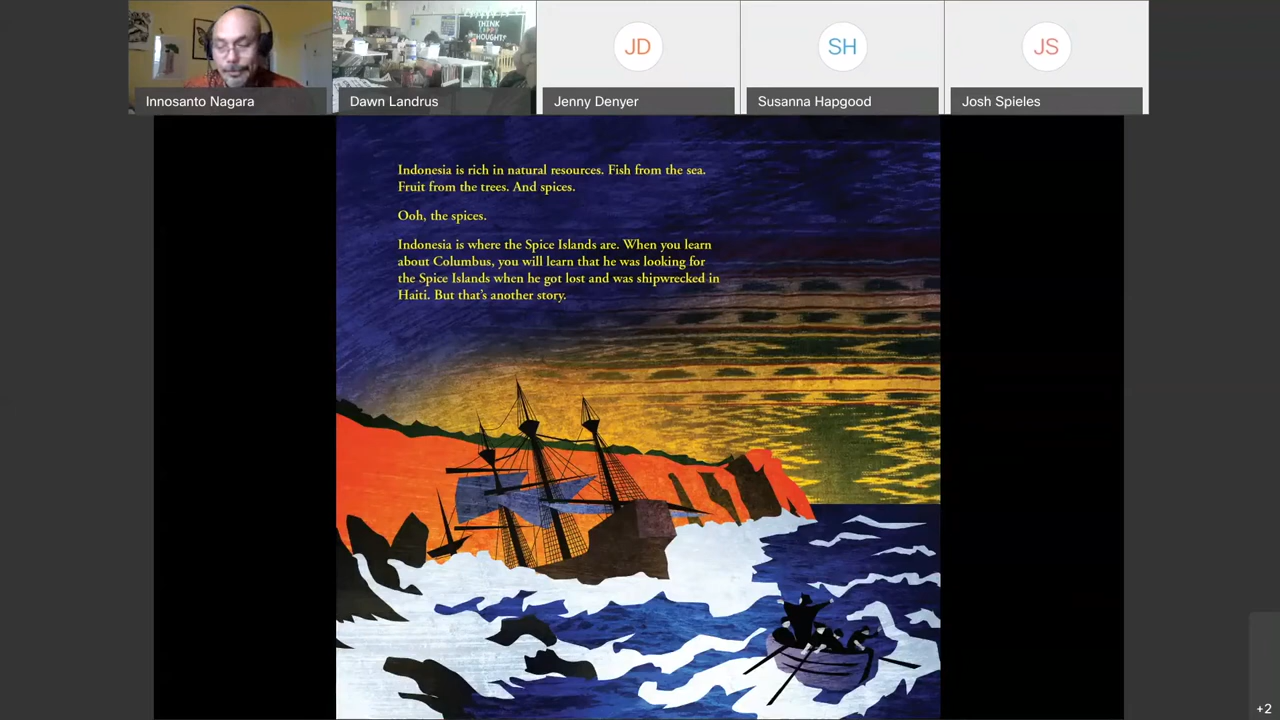 THINK
HAPPY
THOUGHTS
JD
SH
JS
Innosanto Nagara
Dawn Landrus
Jenny Denyer
Susanna Hapgood
Josh Spieles
Indonesia is rich in natural resources. Fish from the sea.
Fruit from the trees. And spices.
Ooh, the spices.
Indonesia is where the Spice Islands are. When you learn
about Columbus, you will learn that he was looking for
the Spice Islands when he got lost and was shipwrecked in
Haiti. But that’s another story.
+2